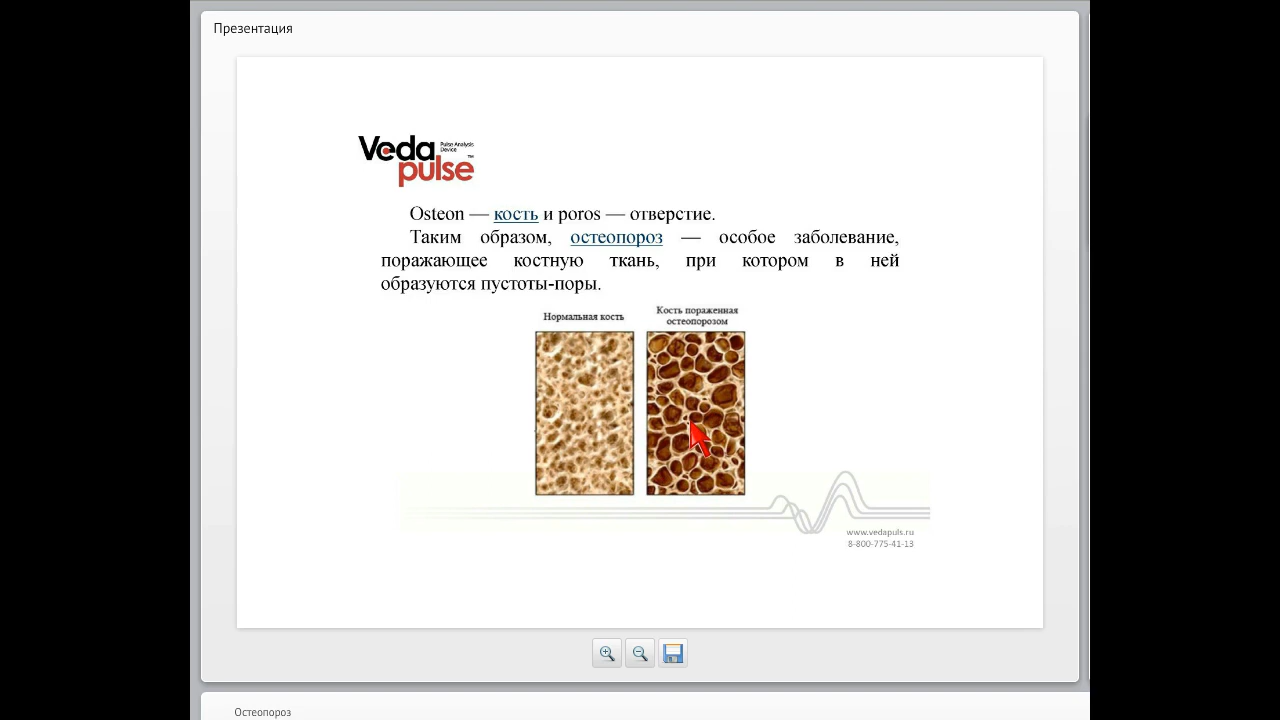 Презентация
Veda Pulse Analysis Device
pulse ™
Osteon — кость и poros — отверстие.
Таким образом, остеопороз — особое заболевание,
поражающее костную ткань, при котором в ней
образуются пустоты-поры.
Нормальная кость
Кость пораженная
остеопорозом
www.vedapuls.ru
8-800-775-41-13
Остеопороз